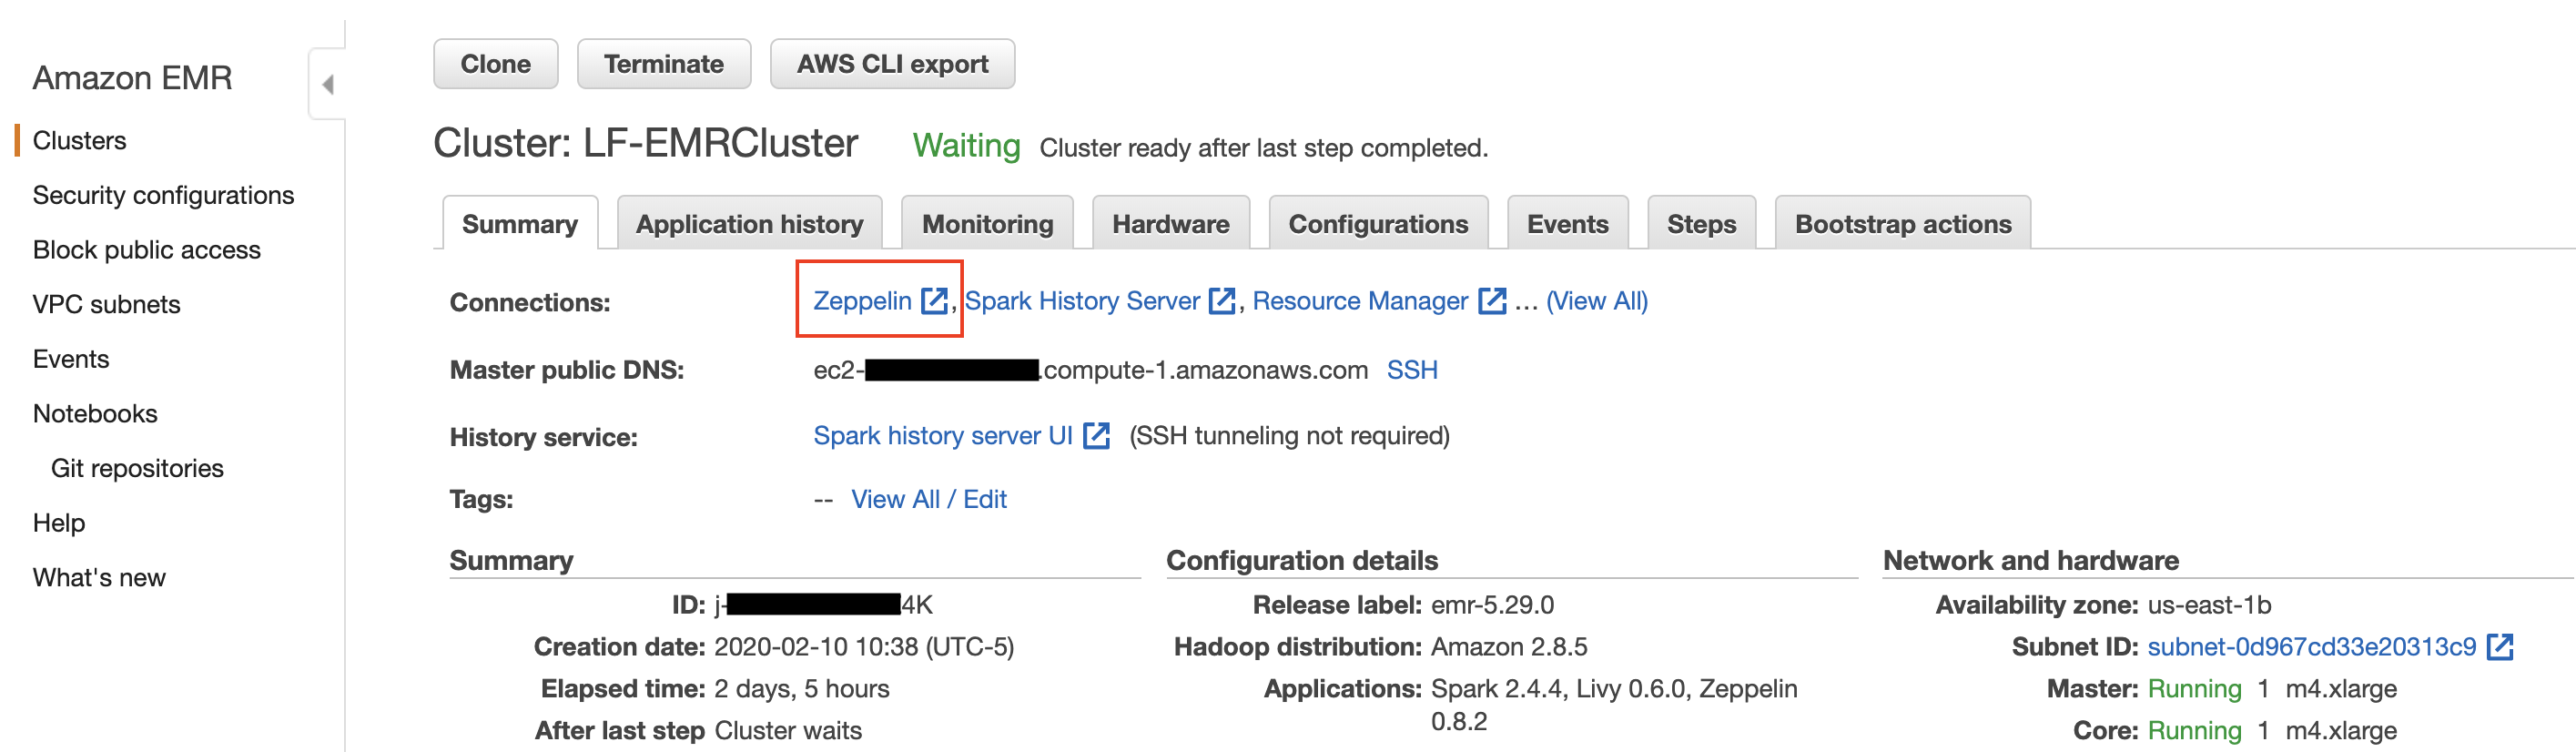 Amazon EMR
Clusters
Security configurations
Block public access
VPC subnets
Events
Notebooks
Git repositories
Help
What's new
Clone Terminate AWS CLI export
Cluster: LF-EMRCluster Waiting Cluster ready after last step completed.
Summary Application history Monitoring Hardware Configurations Events Steps Bootstrap actions
Connections: Zeppelin , Spark History Server , Resource Manager ... (View All)
Master public DNS: ec2- .compute-1.amazonaws.com SSH
History service: Spark history server UI (SSH tunneling not required)
Tags: -- View All / Edit
Summary
ID: j- 4K
Creation date: 2020-02-10 10:38 (UTC-5)
Elapsed time: 2 days, 5 hours
After last step Cluster waits
Configuration details
Release label: emr-5.29.0
Hadoop distribution: Amazon 2.8.5
Applications: Spark 2.4.4, Livy 0.6.0, Zeppelin
0.8.2
Network and hardware
Availability zone: us-east-1b
Subnet ID: subnet-0d967cd33e20313c9
Master: Running 1 m4.xlarge
Core: Running 1 m4.xlarge